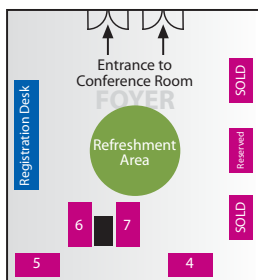 Entrance to
Conference Room
FOYER
SOLD
Registration Desk
Refreshment
Area
Reserved
SOLD
6
7
5
4